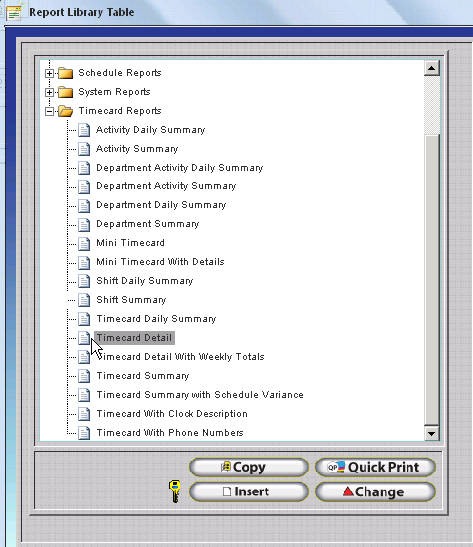 Report Library Table
Schedule Reports
System Reports
Timecard Reports
Activity Daily Summary
Activity Summary
Department Activity Daily Summary
Department Activity Summary
Department Daily Summary
Department Summary
Mini Timecard
Mini Timecard With Details
Shift Daily Summary
Shift Summary
Timecard Daily Summary
Timecard Detail
Timecard Detail With Weekly Totals
Timecard Summary
Timecard Summary with Schedule Variance
Timecard With Clock Description
Timecard With Phone Numbers
Copy QP Quick Print
Insert Change